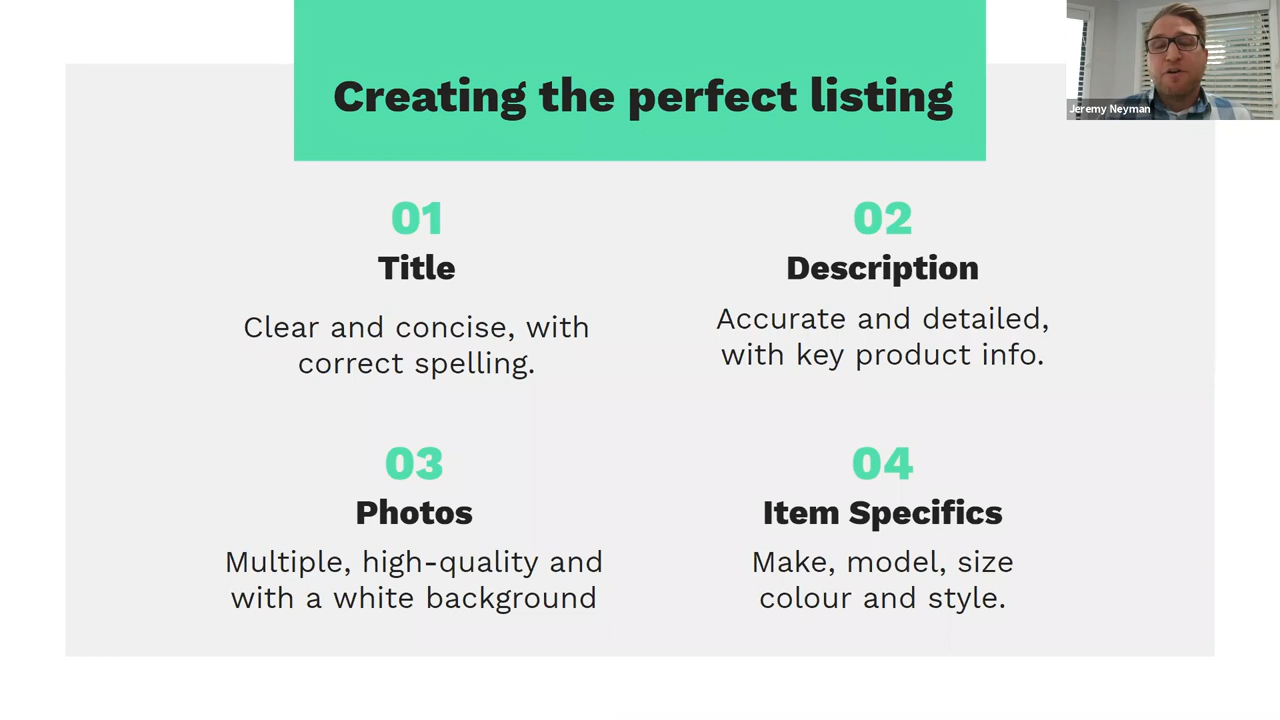 Creating the perfect listing
Jeremy Neyman
01
Title
Clear and concise, with
correct spelling.
02
Description
Accurate and detailed,
with key product info.
03
Photos
Multiple, high-quality and
with a white background
04
Item Specifics
Make, model, size
colour and style.